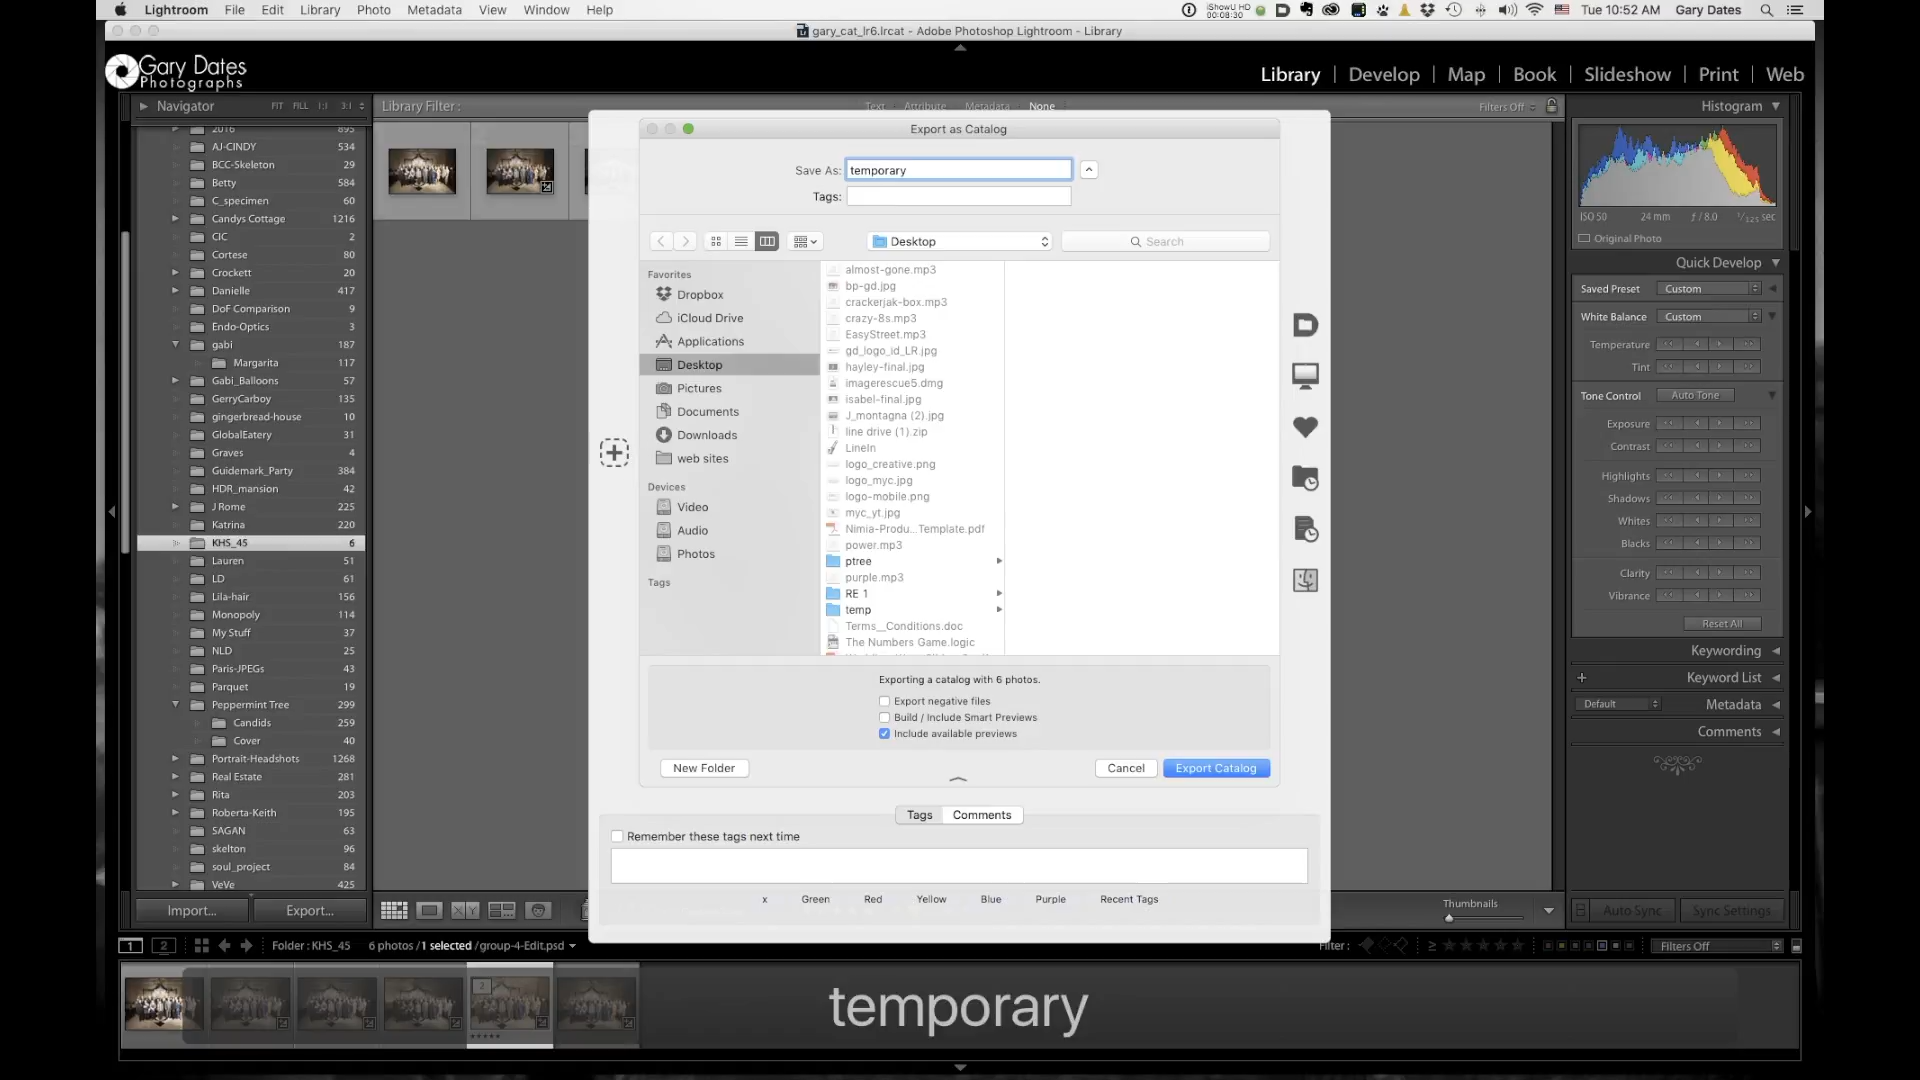 Lightroom File Edit Library Photo Metadata View Window Help
iShowU HD
00:08:30
Tue 10:52 AM Gary Dates
gary_cat_lr6.lrcat - Adobe Photoshop Lightroom - Library
Gary Dates
Photographs
Library | Develop | Map | Book | Slideshow | Print | Web
Navigator FIT FILL 1:1 3:1
2016 895
AJ-CINDY 534
BCC-Skeleton 29
Betty 584
C_specimen 60
Candys Cottage 1216
CIC 2
Cortese 80
Crockett 20
Danielle 417
DoF Comparison 9
Endo-Optics 3
gabi 187
Margarita 117
Gabi_Balloons 57
GerryCarboy 135
gingerbread-house 10
GlobalEatery 31
Graves 4
Guidemark_Party 384
HDR_mansion 42
J Rome 225
Katrina 220
KHS_45 6
Lauren 51
LD 61
Lila-hair 156
Monopoly 114
My Stuff 37
NLD 25
Paris-JPEGs 43
Parquet 19
Peppermint Tree 299
Candids 259
Cover 40
Portrait-Headshots 1268
Real Estate 281
Rita 203
Roberta-Keith 195
SAGAN 63
skelton 96
soul_project 84
VeVe 425
Import... Export...
Library Filter : Text Attribute Metadata None Filters Off
Export as Catalog
Save As: temporary
Tags:
Desktop
Search
Favorites
Dropbox
iCloud Drive
Applications
Desktop
Pictures
Documents
Downloads
web sites
Devices
Video
Audio
Photos
Tags
almost-gone.mp3
bp-gd.jpg
crackerjak-box.mp3
crazy-8s.mp3
EasyStreet.mp3
gd_logo_id_LR.jpg
hayley-final.jpg
imagerescue5.dmg
isabel-final.jpg
J_montagna (2).jpg
line drive (1).zip
LineIn
logo_creative.png
logo_myc.jpg
logo-mobile.png
myc_yt.jpg
Nimia-Produ...Template.pdf
power.mp3
ptree
purple.mp3
RE 1
temp
Terms__Conditions.doc
The Numbers Game.logic
Exporting a catalog with 6 photos.
Export negative files
Build / Include Smart Previews
Include available previews
New Folder Cancel Export Catalog
Tags Comments
Remember these tags next time
x Green Red Yellow Blue Purple Recent Tags
Histogram
ISO 50 24 mm ƒ / 8.0 1/125 sec
Original Photo
Quick Develop
Saved Preset Custom
White Balance Custom
Temperature
Tint
Tone Control Auto Tone
Exposure
Contrast
Highlights
Shadows
Whites
Blacks
Clarity
Vibrance
Reset All
Keywording
Keyword List
Default Metadata
Comments
Thumbnails
Auto Sync Sync Settings
1 2 Folder : KHS_45 6 photos / 1 selected / group-4-Edit.psd Filter : Filters Off
2
temporary